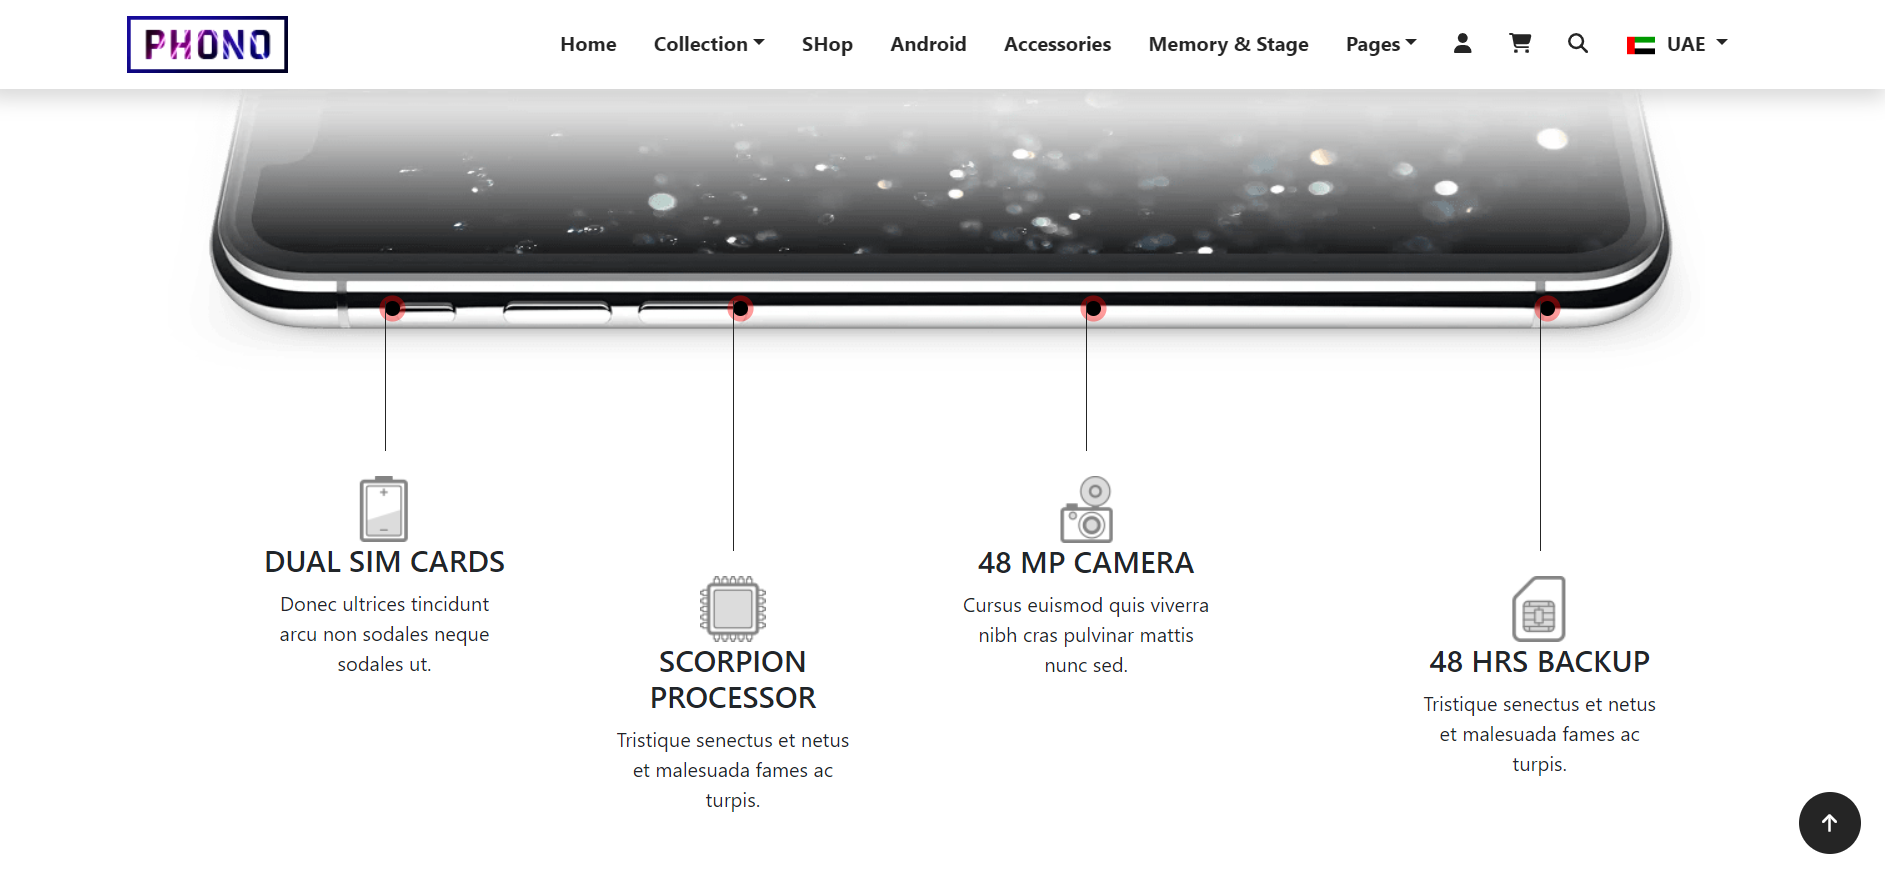 PHONO
Home Collection SHop Android Accessories Memory & Stage Pages UAE
DUAL SIM CARDS
Donec ultrices tincidunt
arcu non sodales neque
sodales ut.
SCORPION
PROCESSOR
Tristique senectus et netus
et malesuada fames ac
turpis.
48 MP CAMERA
Cursus euismod quis viverra
nibh cras pulvinar mattis
nunc sed.
48 HRS BACKUP
Tristique senectus et netus
et malesuada fames ac
turpis.